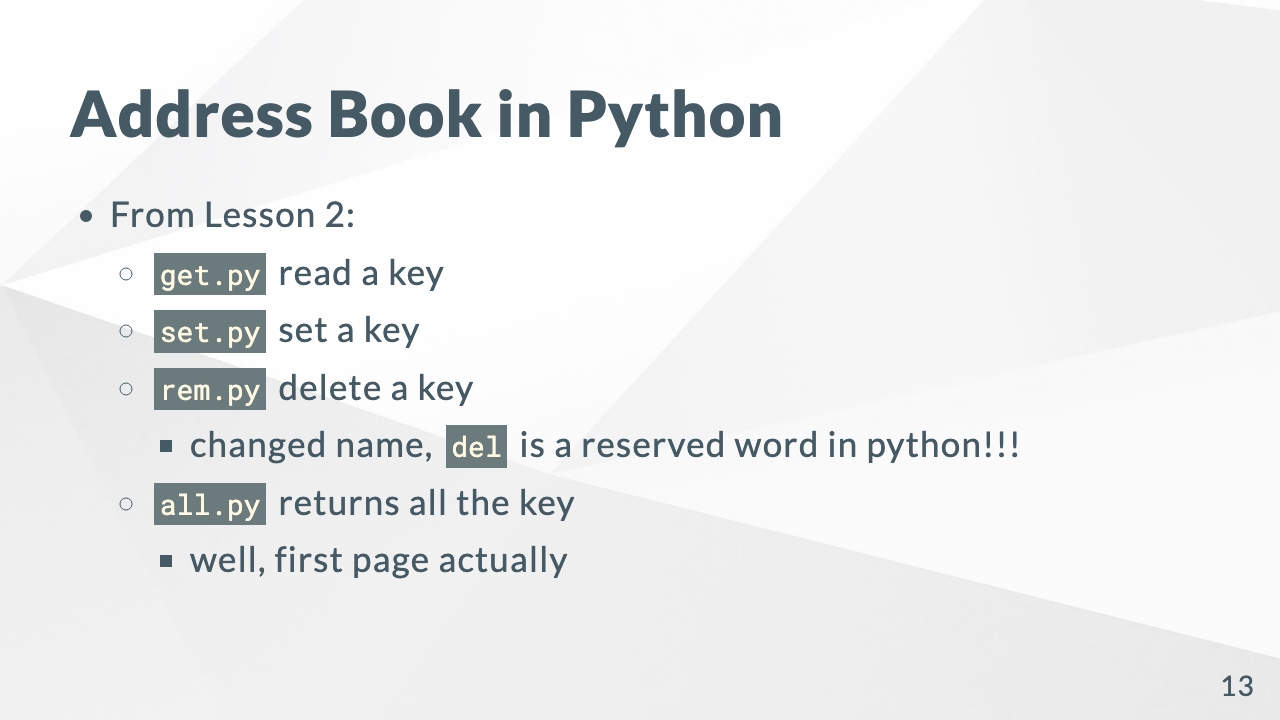 Address Book in Python
From Lesson 2:
get.py read a key
set.py set a key
rem.py delete a key
changed name, del is a reserved word in python!!!
all.py returns all the key
well, first page actually
13